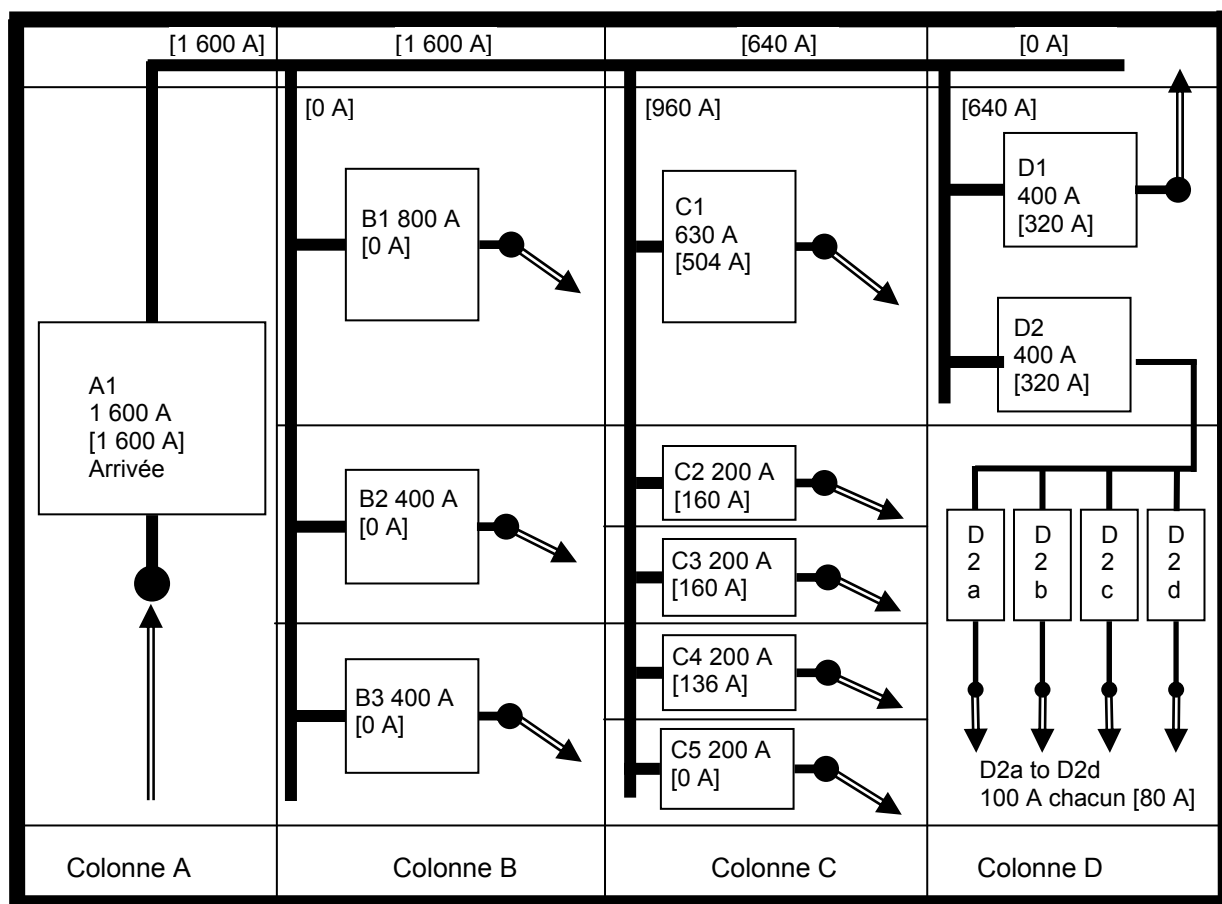 [1 600 A]
[1 600 A]
[640 A]
[0 A]
[0 A]
[960 A]
[640 A]
A1
1 600 A
[1 600 A]
Arrivée
B1 800 A
[0 A]
B2 400 A
[0 A]
B3 400 A
[0 A]
C1
630 A
[504 A]
C2 200 A
[160 A]
C3 200 A
[160 A]
C4 200 A
[136 A]
C5 200 A
[0 A]
D1
400 A
[320 A]
D2
400 A
[320 A]
D
2
a
D
2
b
D
2
c
D
2
d
D2a to D2d
100 A chacun [80 A]
Colonne A
Colonne B
Colonne C
Colonne D